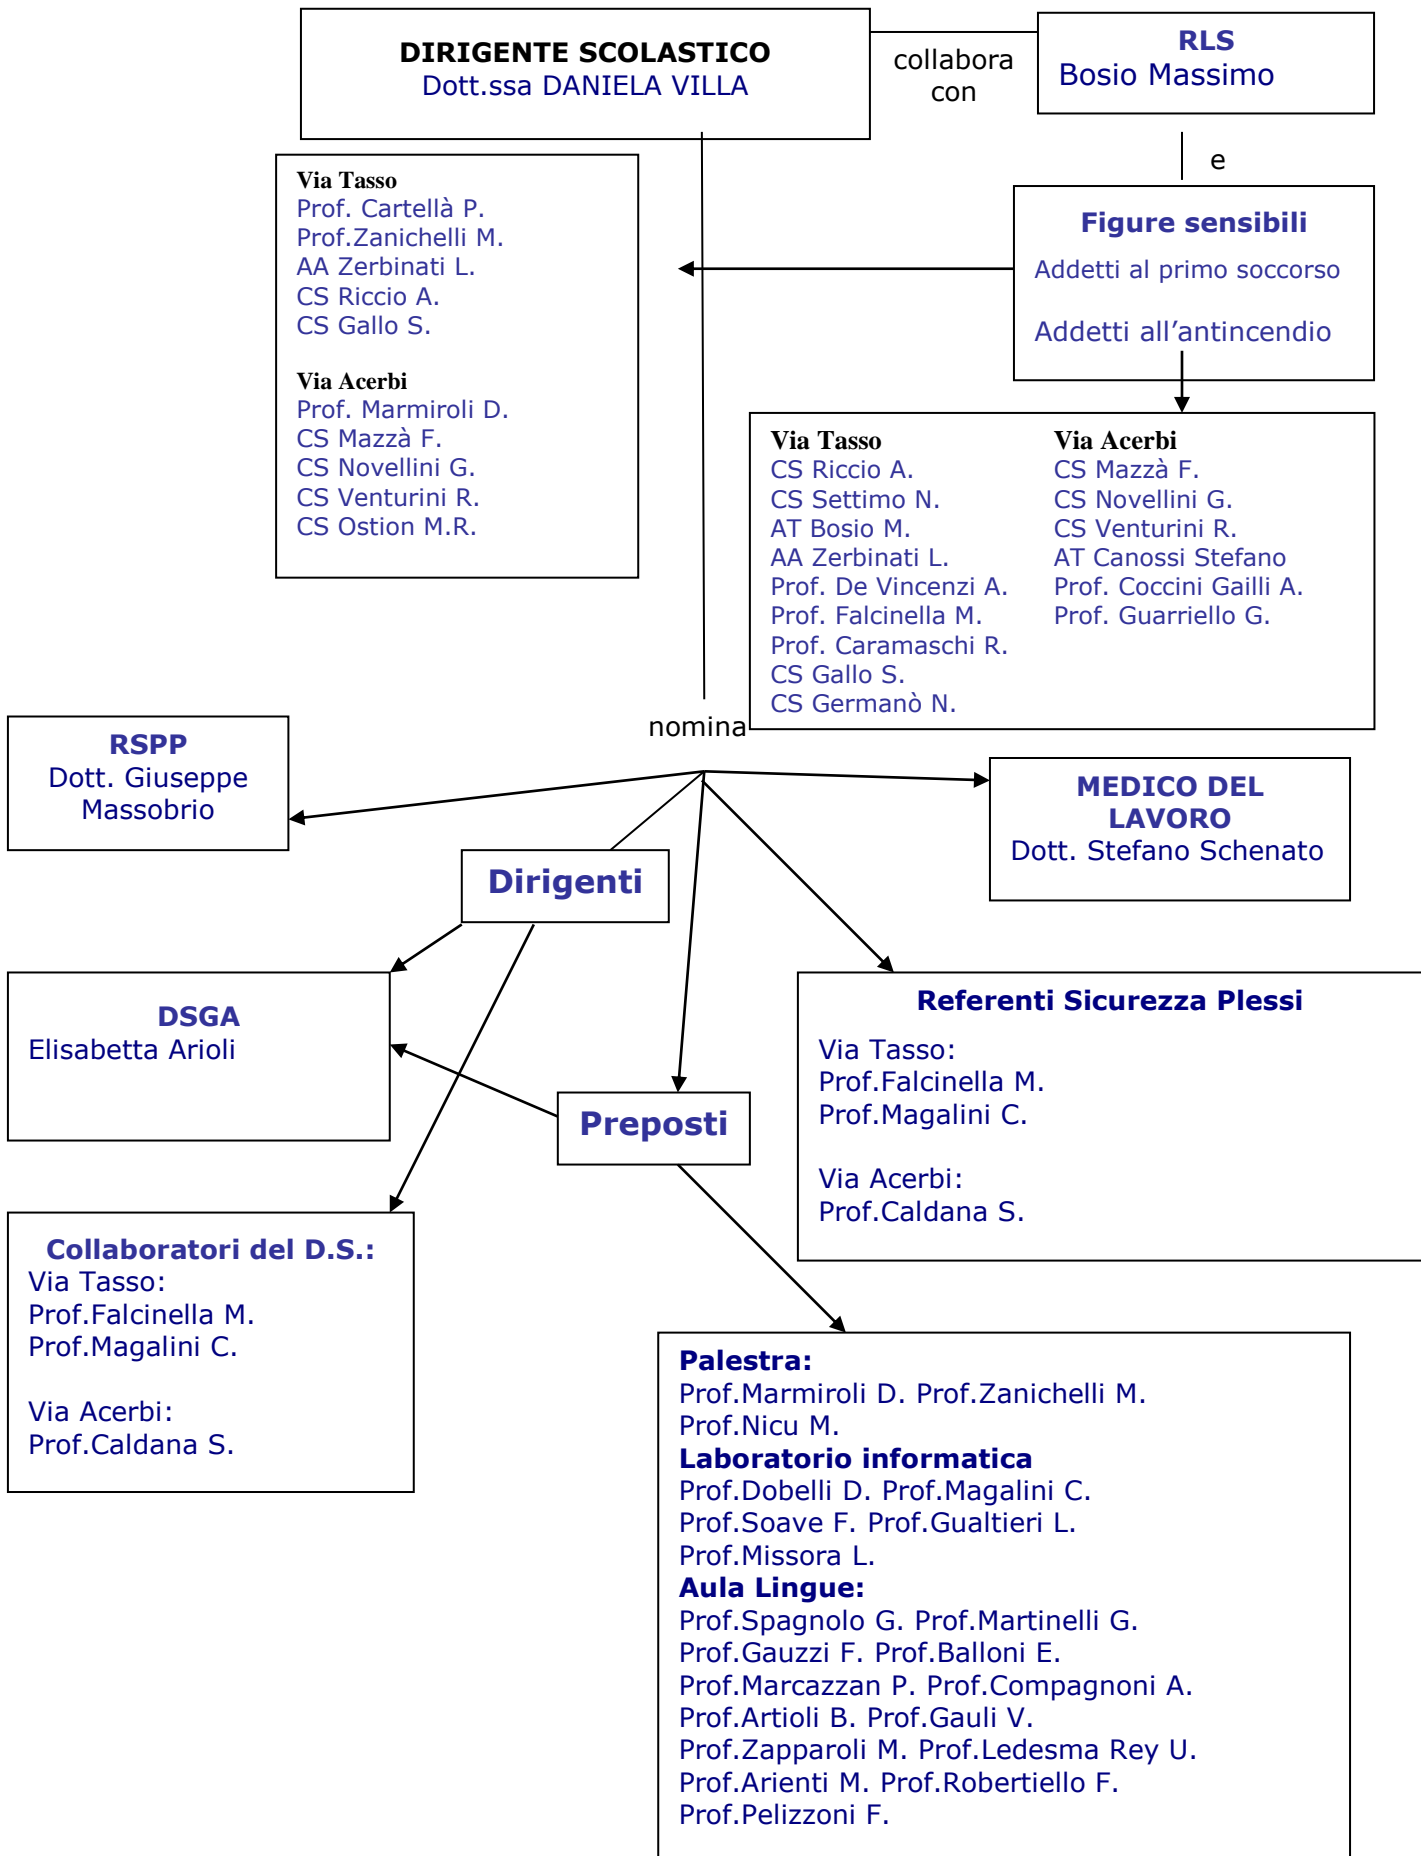 DIRIGENTE SCOLASTICO
Dott.ssa DANIELA VILLA
collabora
con
RLS
Bosio Massimo
e
Figure sensibili
Addetti al primo soccorso
Addetti all’antincendio
Via Tasso
Prof. Cartellà P.
Prof.Zanichelli M.
AA Zerbinati L.
CS Riccio A.
CS Gallo S.
Via Acerbi
Prof. Marmiroli D.
CS Mazzà F.
CS Novellini G.
CS Venturini R.
CS Ostion M.R.
Via Tasso
CS Riccio A.
CS Settimo N.
AT Bosio M.
AA Zerbinati L.
Prof. De Vincenzi A.
Prof. Falcinella M.
Prof. Caramaschi R.
CS Gallo S.
CS Germanò N.
Via Acerbi
CS Mazzà F.
CS Novellini G.
CS Venturini R.
AT Canossi Stefano
Prof. Coccini Gailli A.
Prof. Guarriello G.
nomina
RSPP
Dott. Giuseppe
Massobrio
MEDICO DEL
LAVORO
Dott. Stefano Schenato
Dirigenti
DSGA
Elisabetta Arioli
Preposti
Referenti Sicurezza Plessi
Via Tasso:
Prof.Falcinella M.
Prof.Magalini C.
Via Acerbi:
Prof.Caldana S.
Collaboratori del D.S.:
Via Tasso:
Prof.Falcinella M.
Prof.Magalini C.
Via Acerbi:
Prof.Caldana S.
Palestra:
Prof.Marmiroli D. Prof.Zanichelli M.
Prof.Nicu M.
Laboratorio informatica
Prof.Dobelli D. Prof.Magalini C.
Prof.Soave F. Prof.Gualtieri L.
Prof.Missora L.
Aula Lingue:
Prof.Spagnolo G. Prof.Martinelli G.
Prof.Gauzzi F. Prof.Balloni E.
Prof.Marcazzan P. Prof.Compagnoni A.
Prof.Artioli B. Prof.Gauli V.
Prof.Zapparoli M. Prof.Ledesma Rey U.
Prof.Arienti M. Prof.Robertiello F.
Prof.Pelizzoni F.